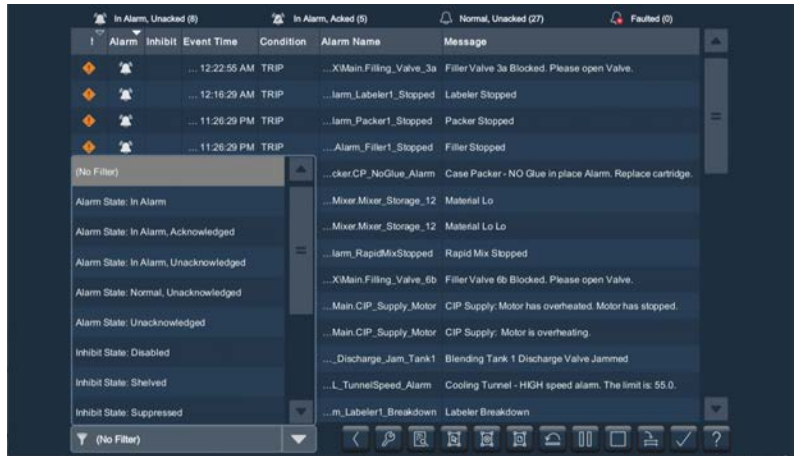 In Alarm, Unacked (8) In Alarm, Acked (5) Normal, Unacked (27) Faulted (0)
! Alarm Inhibit Event Time Condition Alarm Name Message
... 12:22:55 AM TRIP ...X\Main.Filling_Valve_3a Filler Valve 3a Blocked. Please open Valve.
... 12:16:29 AM TRIP ...larm_Labeler1_Stopped Labeler Stopped
... 11:26:29 PM TRIP ...larm_Packer1_Stopped Packer Stopped
... 11:26:29 PM TRIP ...Alarm_Filler1_Stopped Filler Stopped
(No Filter) ...cker.CP_NoGlue_Alarm Case Packer - NO Glue in place Alarm. Replace cartridge.
Alarm State: In Alarm ...Mixer.Mixer_Storage_12 Material Lo
Alarm State: In Alarm, Acknowledged ...Mixer.Mixer_Storage_12 Material Lo Lo
Alarm State: In Alarm, Unacknowledged ...larm_RapidMixStopped Rapid Mix Stopped
Alarm State: Normal, Unacknowledged ...X\Main.Filling_Valve_6b Filler Valve 6b Blocked. Please open Valve.
Alarm State: Unacknowledged ...Main.CIP_Supply_Motor CIP Supply: Motor has overheated. Motor has stopped.
...Main.CIP_Supply_Motor CIP Supply: Motor is overheating.
Inhibit State: Disabled ..._Discharge_Jam_Tank1 Blending Tank 1 Discharge Valve Jammed
Inhibit State: Shelved ...L_TunnelSpeed_Alarm Cooling Tunnel - HIGH speed alarm. The limit is: 55.0.
Inhibit State: Suppressed ...m_Labeler1_Breakdown Labeler Breakdown
(No Filter) ?